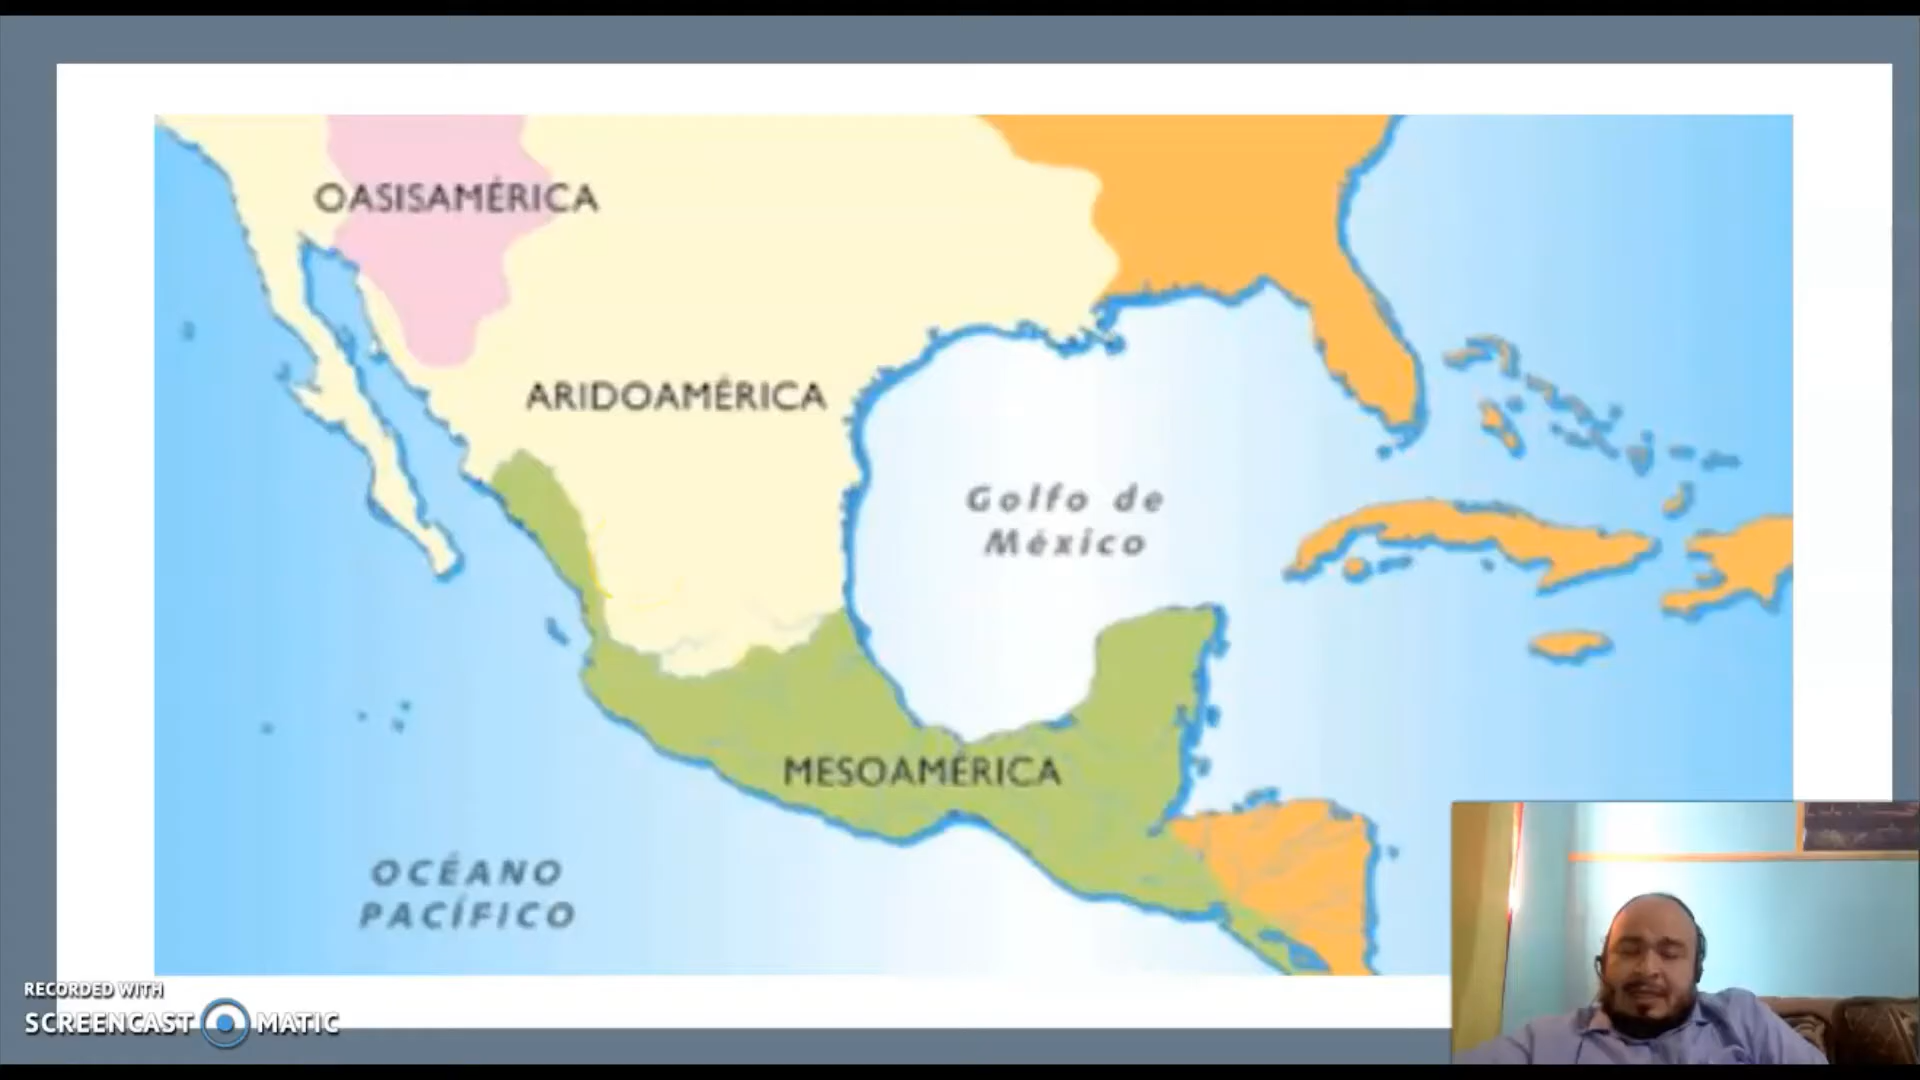 OASISAMÉRICA
ARIDOAMÉRICA
Golfo de
México
MESOAMÉRICA
OCÉANO
PACÍFICO
RECORDED WITH
SCREENCAST MATIC